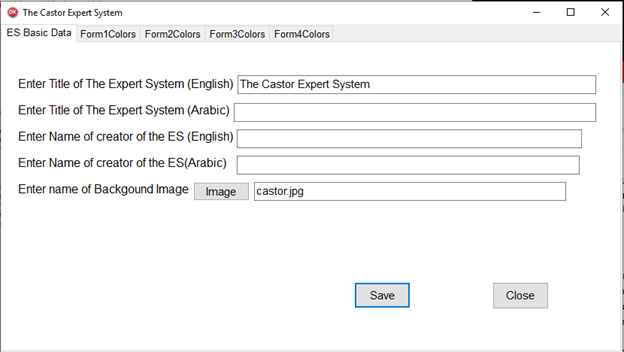 The Castor Expert System
ES Basic Data Form1Colors Form2Colors Form3Colors Form4Colors
Enter Title of The Expert System (English) The Castor Expert System
Enter Title of The Expert System (Arabic)
Enter Name of creator of the ES (English)
Enter Name of creator of the ES(Arabic)
Enter name of Backgound Image Image castor.jpg
Save Close